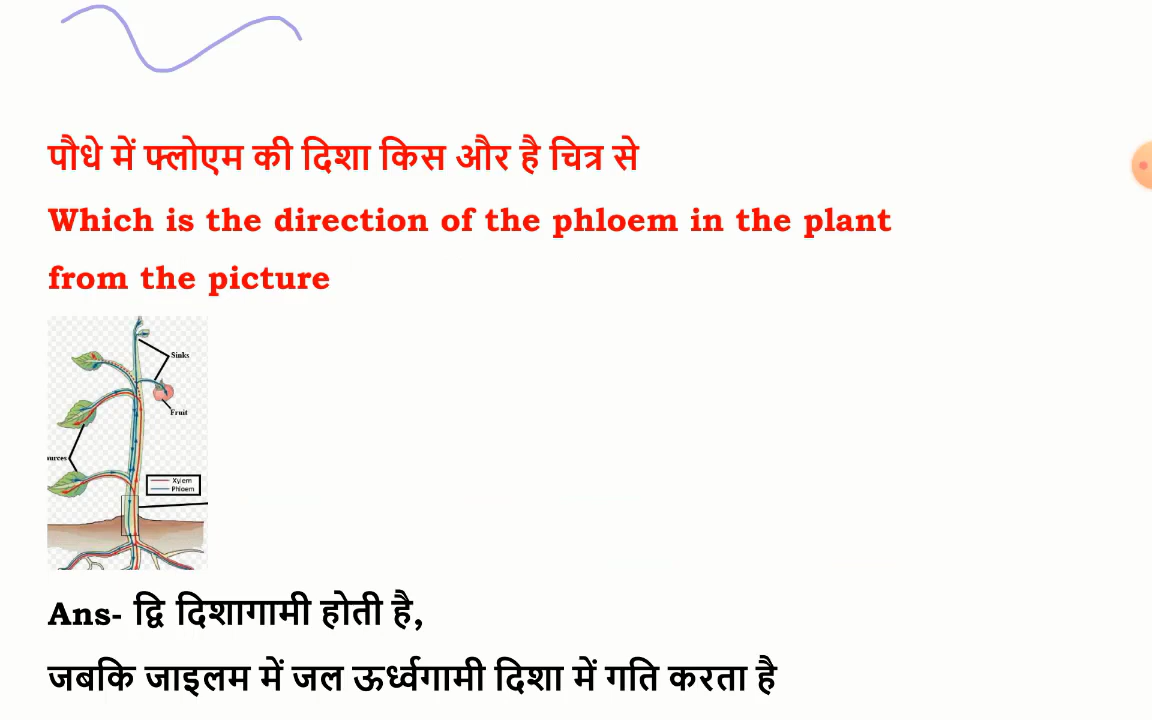 पौधे में फ्लोएम की दिशा किस और है चित्र से
Which is the direction of the phloem in the plant
from the picture
Sinks
Fruit
urces
Xylem
Phloem
Ans- द्वि दिशागामी होती है,
जबकि जाइलम में जल ऊर्ध्वगामी दिशा में गति करता है